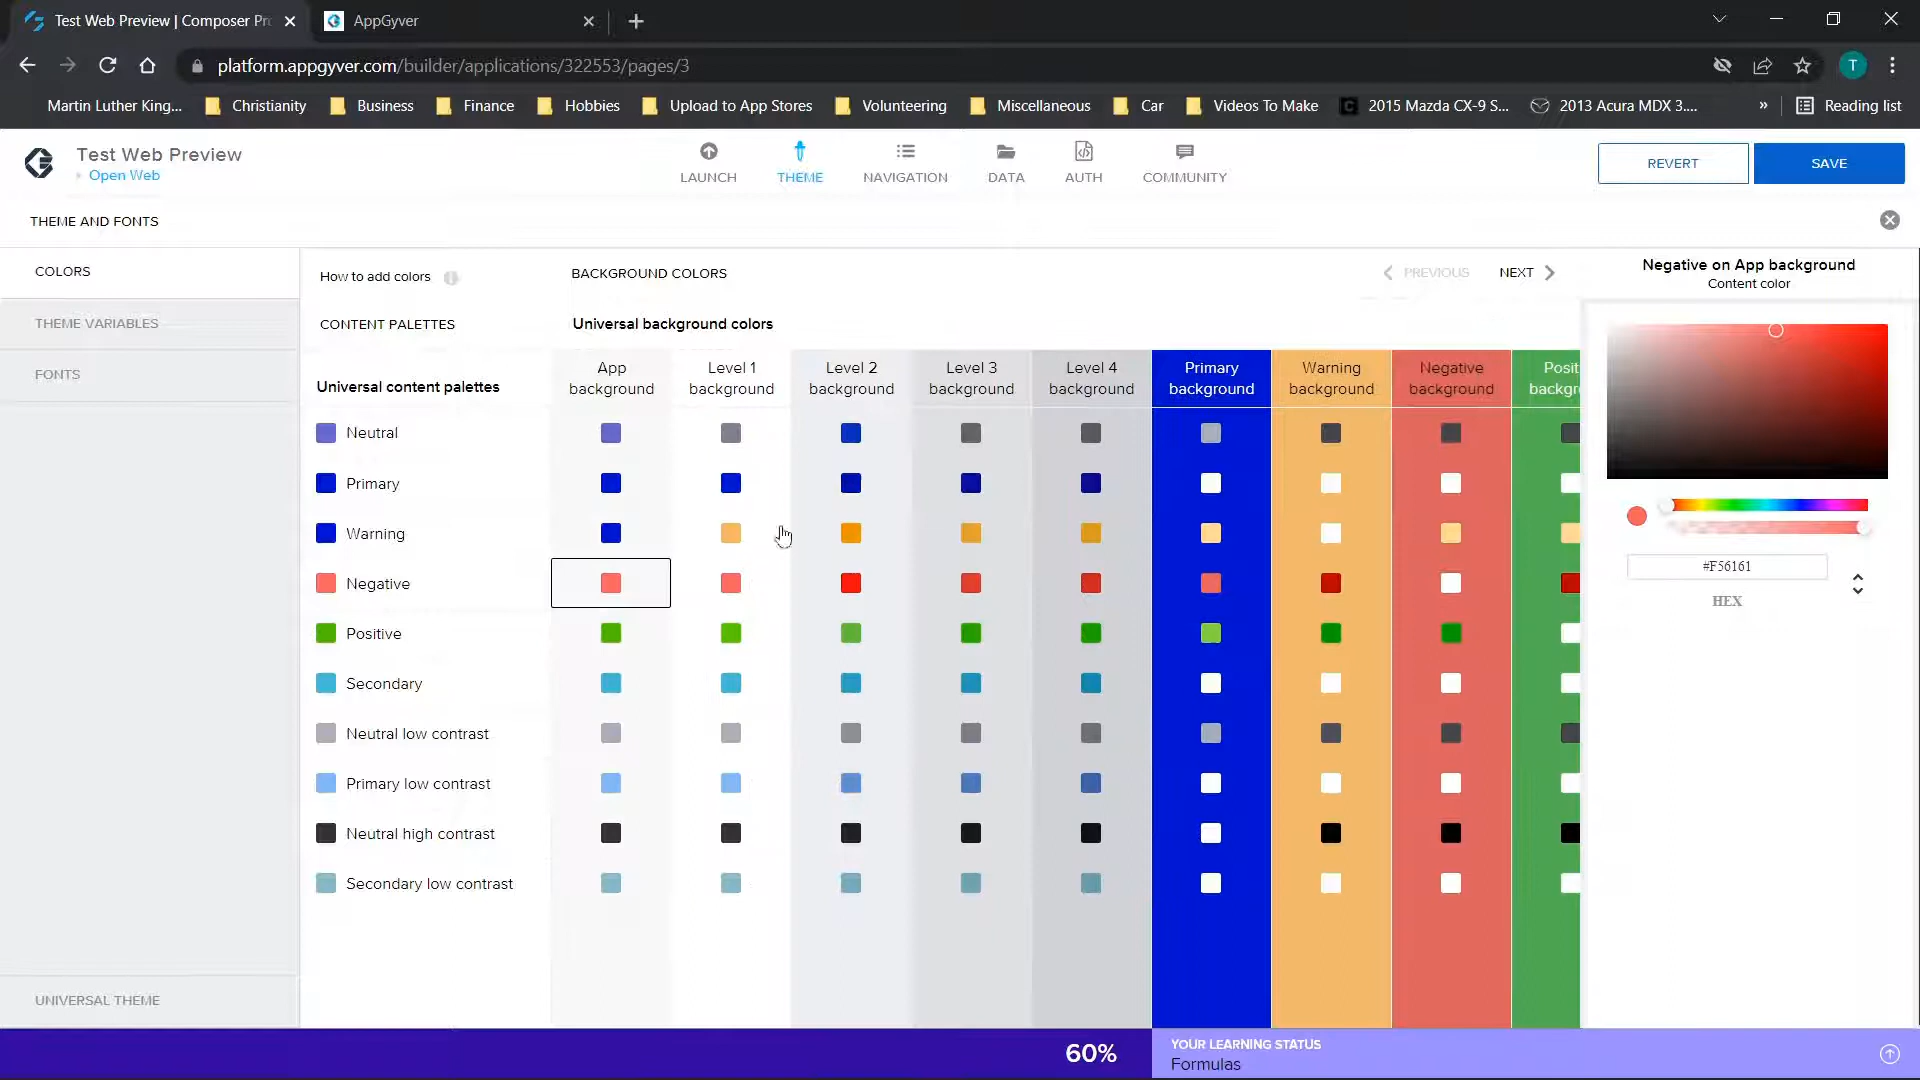 Test Web Preview | Composer Pr
AppGyver
platform.appgyver.com/builder/applications/322553/pages/3
T
Martin Luther King...
Christianity
Business
Finance
Hobbies
Upload to App Stores
Volunteering
Miscellaneous
Car
Videos To Make
2015 Mazda CX-9 S...
2013 Acura MDX 3....
»
Reading list
Test Web Preview
Open Web
LAUNCH
THEME
NAVIGATION
DATA
AUTH
COMMUNITY
REVERT
SAVE
THEME AND FONTS
COLORS
THEME VARIABLES
FONTS
UNIVERSAL THEME
How to add colors
BACKGROUND COLORS
PREVIOUS
NEXT
CONTENT PALETTES
Universal background colors
Universal content palettes
App background
Level 1 background
Level 2 background
Level 3 background
Level 4 background
Primary background
Warning background
Negative background
Posit backgr
Neutral
Primary
Warning
Negative
Positive
Secondary
Neutral low contrast
Primary low contrast
Neutral high contrast
Secondary low contrast
Negative on App background
Content color
#F56161
HEX
60%
YOUR LEARNING STATUS
Formulas